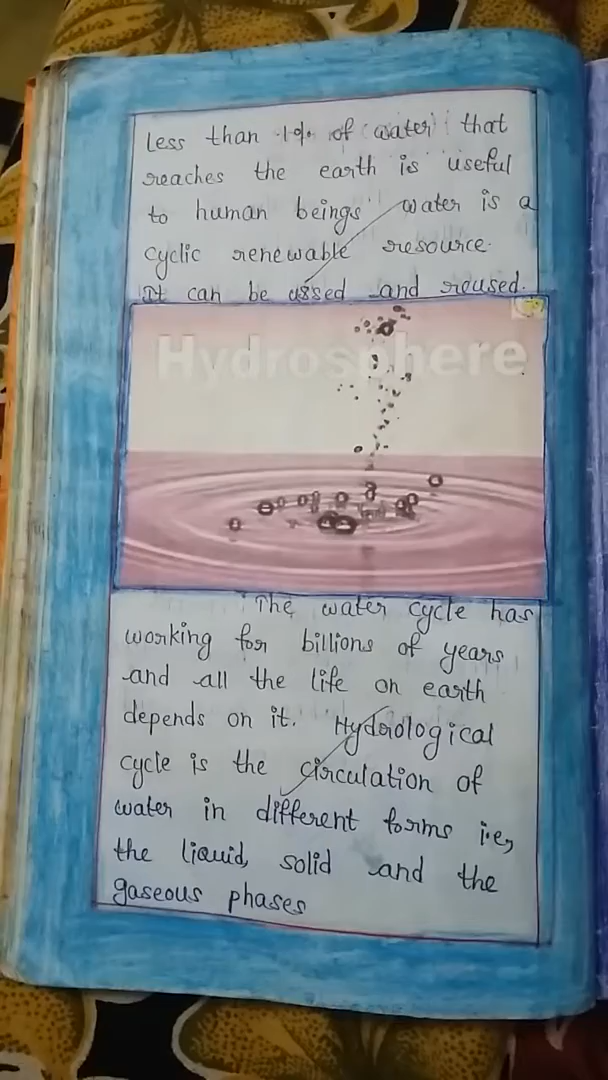 Less than 1% of water that
reaches the earth is useful
to human beings water is a
cyclic renewable resource.
It can be ussed and reused.
Hydrosphere
The water cycle has
working for billions of years
and all the life on earth
depends on it. Hydrological
cycle is the circulation of
water in different forms i.e,
the liquid, solid and the
gaseous phases